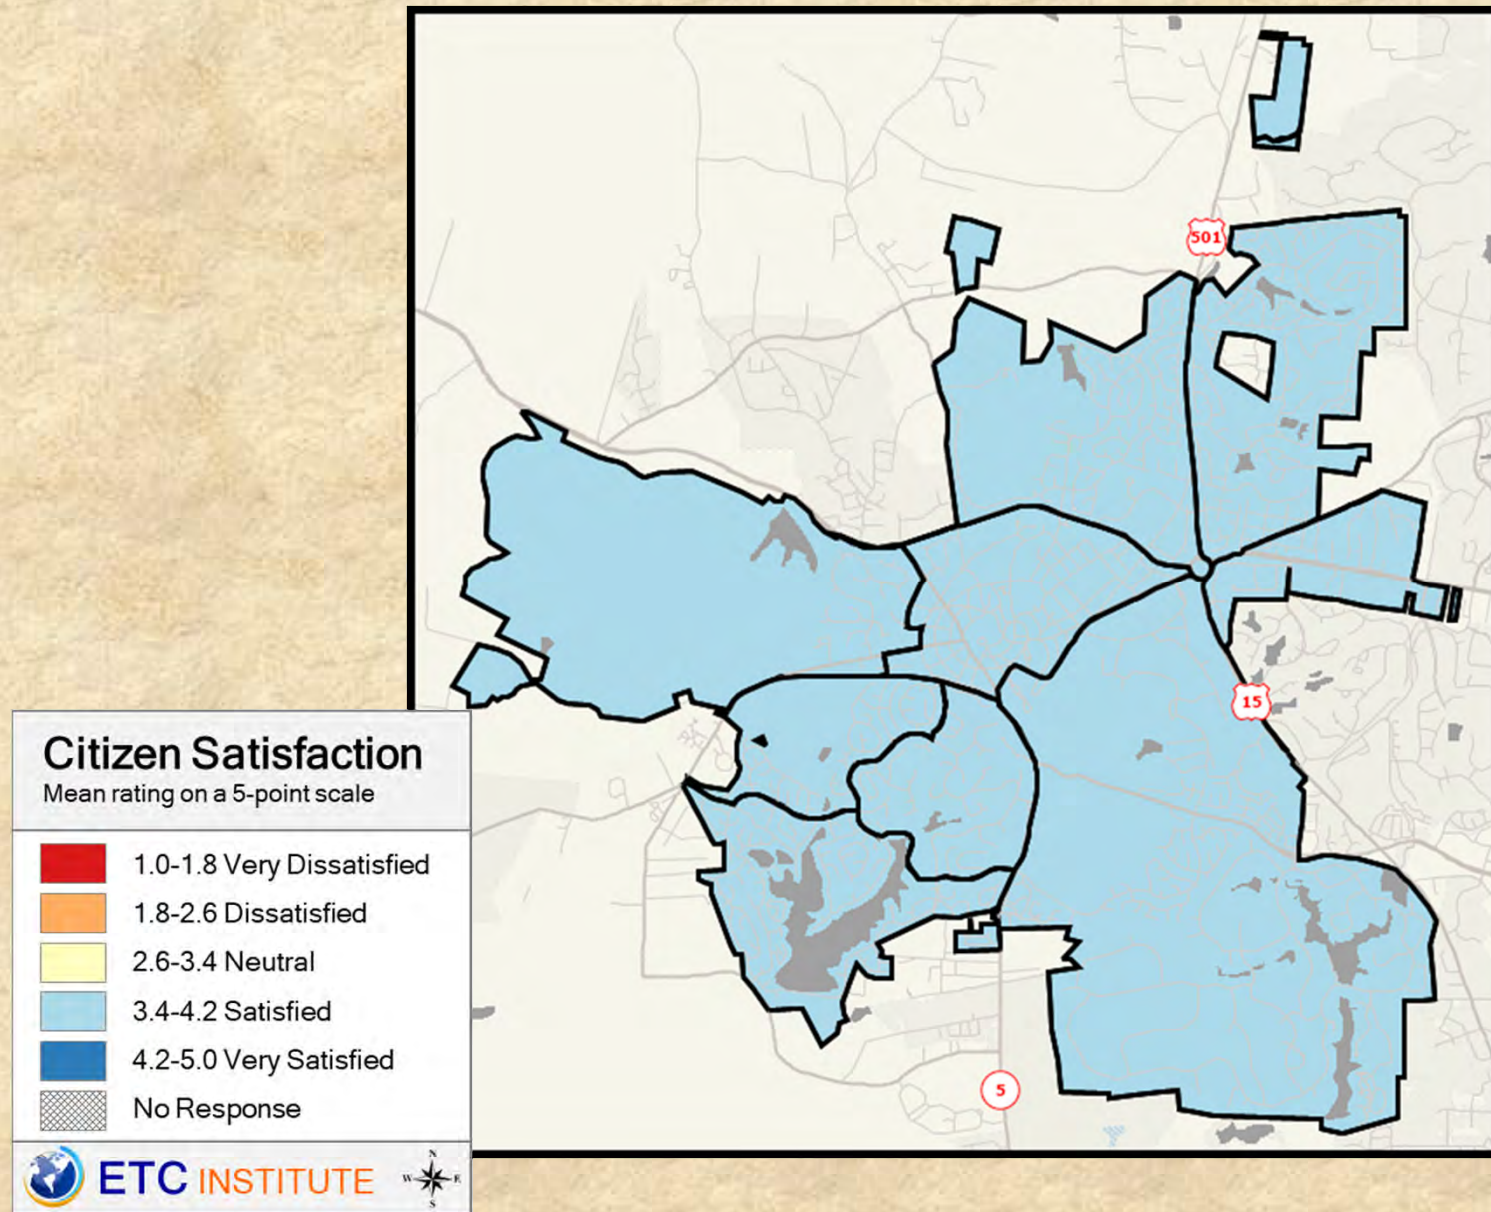 501
15
5
Citizen Satisfaction
Mean rating on a 5-point scale
1.0-1.8 Very Dissatisfied
1.8-2.6 Dissatisfied
2.6-3.4 Neutral
3.4-4.2 Satisfied
4.2-5.0 Very Satisfied
No Response
ETC INSTITUTE
N
W E
S